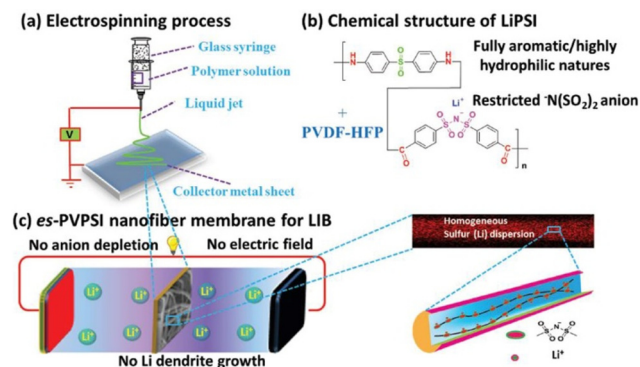 (a) Electrospinning process
Glass syringe
Polymer solution
Liquid jet
V
Collector metal sheet
(b) Chemical structure of LiPSI
Fully aromatic/highly
hydrophilic natures
Restricted ⁻N(SO₂)₂ anion
+
PVDF-HFP
H
N
O
S
O
H
N
Li⁺
O O
S N⁻ S
O O
C
O
C
O
n
(c) es-PVPSI nanofiber membrane for LIB
No anion depletion
No electric field
Li⁺ Li⁺ Li⁺ Li⁺
Li⁺ Li⁺ Li⁺ Li⁺
No Li dendrite growth
Homogeneous
Sulfur (Li) dispersion
O O
S N⁻ S
O O
Li⁺